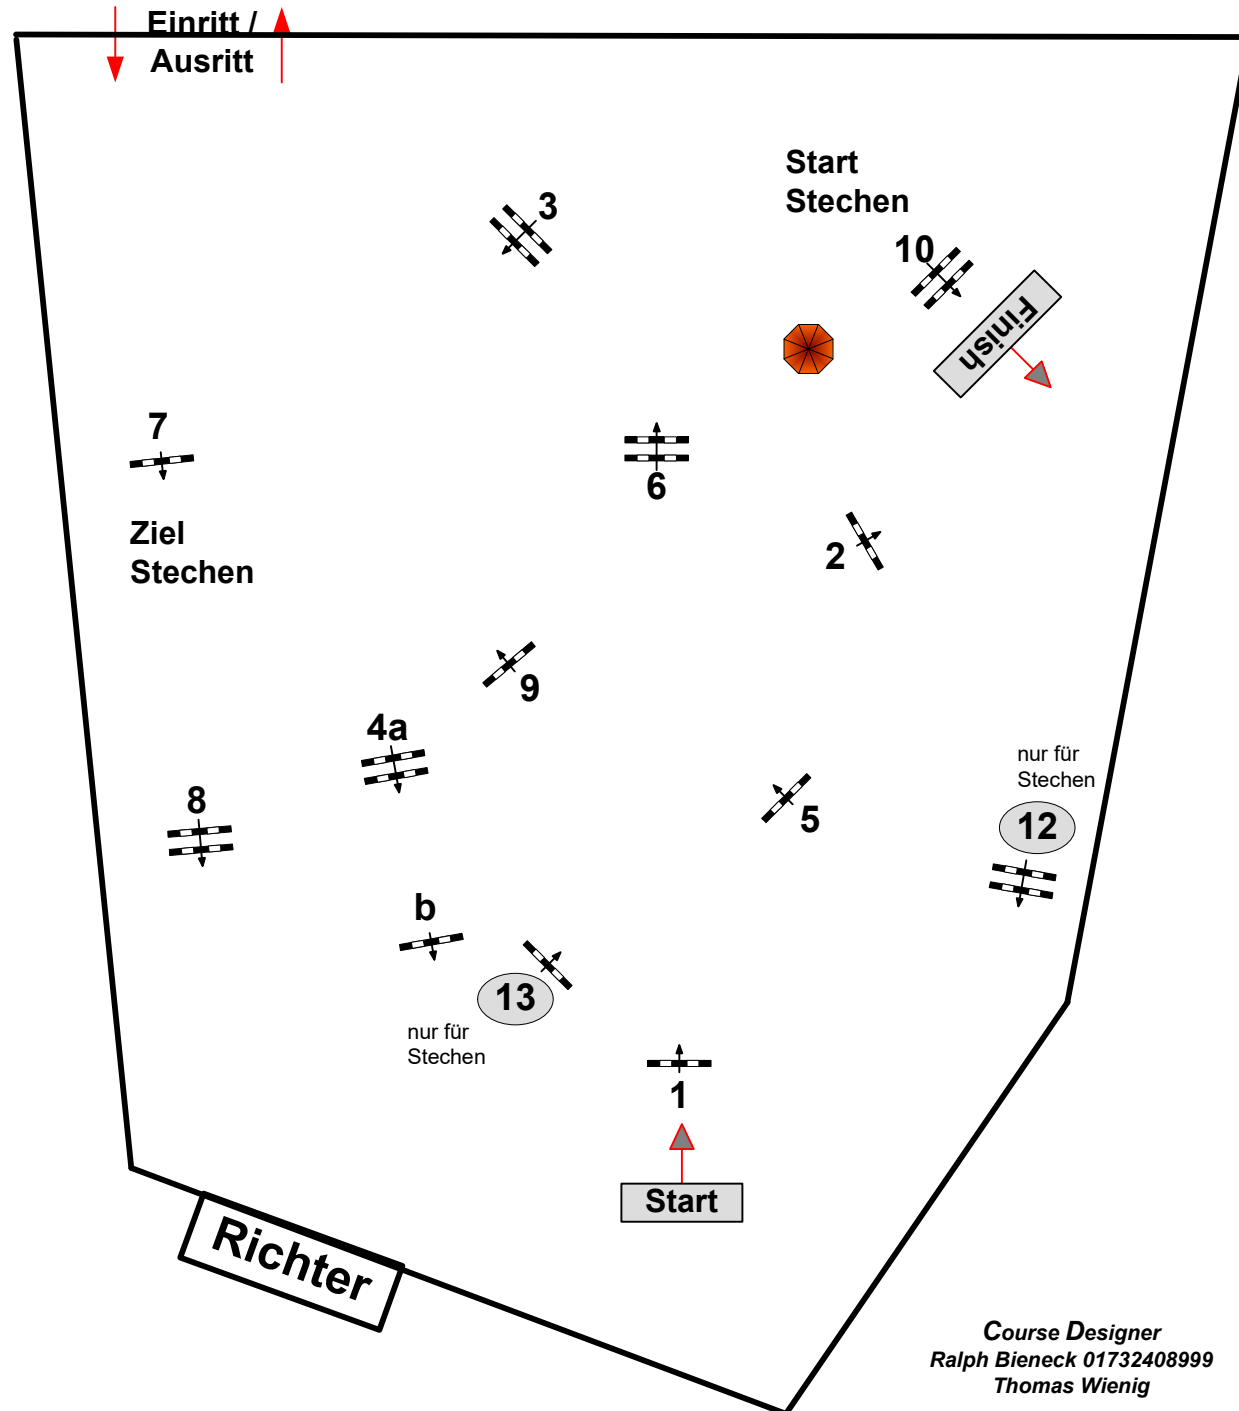 Einritt /
Ausritt
Start
Stechen
3
10
Finish
7
6
Ziel
Stechen
2
9
4a
nur für
Stechen
8
5
12
b
13
nur für
Stechen
1
Start
Richter
Course Designer
Ralph Bieneck 01732408999
Thomas Wienig